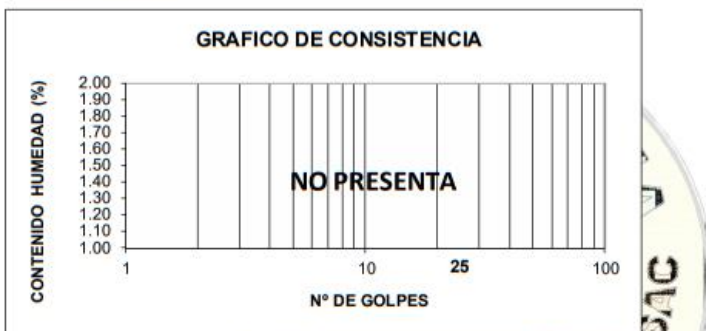 GRAFICO DE CONSISTENCIA
CONTENIDO HUMEDAD (%)
2.00
1.90
1.80
1.70
1.60
1.50
1.40
1.30
1.20
1.10
1.00
NO PRESENTA
1 10 25 100
Nº DE GOLPES
SAC